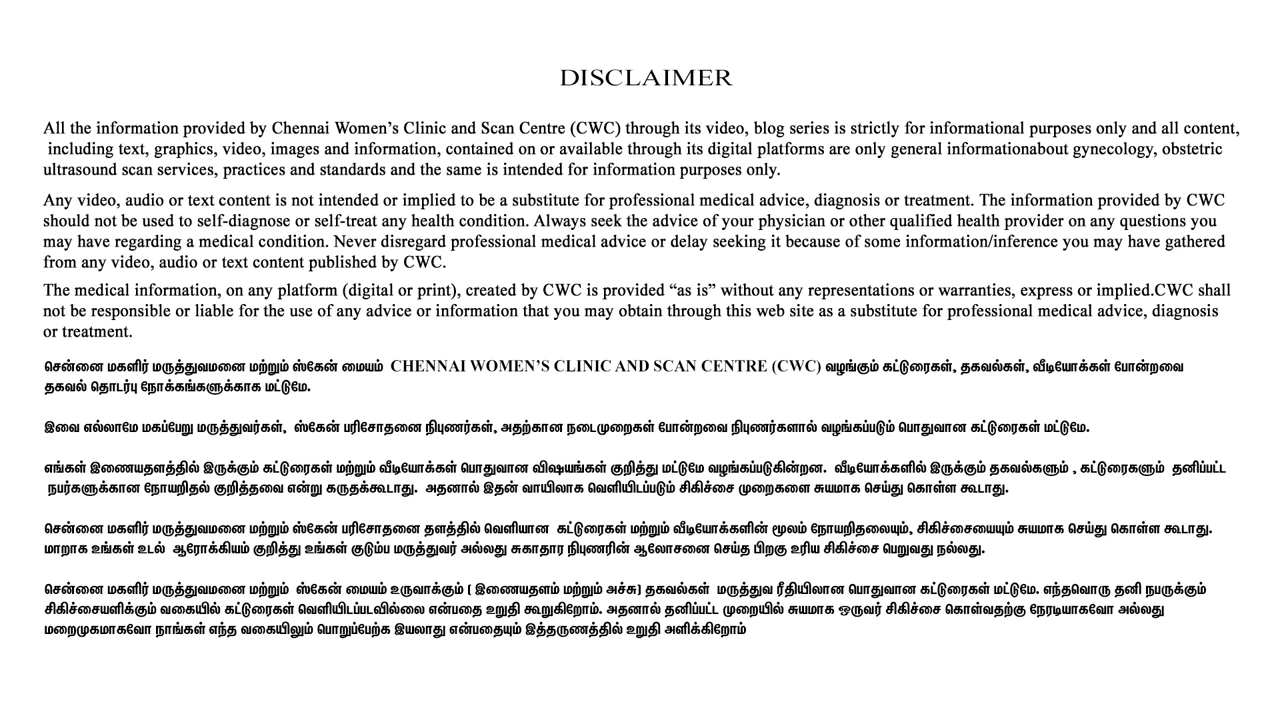 DISCLAIMER
All the information provided by Chennai Women’s Clinic and Scan Centre (CWC) through its video, blog series is strictly for informational purposes only and all content,
including text, graphics, video, images and information, contained on or available through its digital platforms are only general informationabout gynecology, obstetric
ultrasound scan services, practices and standards and the same is intended for information purposes only.
Any video, audio or text content is not intended or implied to be a substitute for professional medical advice, diagnosis or treatment. The information provided by CWC
should not be used to self-diagnose or self-treat any health condition. Always seek the advice of your physician or other qualified health provider on any questions you
may have regarding a medical condition. Never disregard professional medical advice or delay seeking it because of some information/inference you may have gathered
from any video, audio or text content published by CWC.
The medical information, on any platform (digital or print), created by CWC is provided “as is” without any representations or warranties, express or implied.CWC shall
not be responsible or liable for the use of any advice or information that you may obtain through this web site as a substitute for professional medical advice, diagnosis
or treatment.
சென்னை மகளிர் மருத்துவமனை மற்றும் ஸ்கேன் மையம் CHENNAI WOMEN’S CLINIC AND SCAN CENTRE (CWC) வழங்கும் கட்டுரைகள், தகவல்கள், வீடியோக்கள் போன்றவை
தகவல் தொடர்பு நோக்கங்களுக்காக மட்டுமே.
இவை எல்லாமே மகப்பேறு மருத்துவர்கள், ஸ்கேன் பரிசோதனை நிபுணர்கள், அதற்கான நடைமுறைகள் போன்றவை நிபுணர்களால் வழங்கப்படும் பொதுவான கட்டுரைகள் மட்டுமே.
எங்கள் இணையதளத்தில் இருக்கும் கட்டுரைகள் மற்றும் வீடியோக்கள் பொதுவான விஷயங்கள் குறித்து மட்டுமே வழங்கப்படுகின்றன. வீடியோக்களில் இருக்கும் தகவல்களும் , கட்டுரைகளும் தனிப்பட்ட
நபர்களுக்கான நோயறிதல் குறித்தவை என்று கருதக்கூடாது. அதனால் இதன் வாயிலாக வெளியிடப்படும் சிகிச்சை முறைகளை சுயமாக செய்து கொள்ள கூடாது.
சென்னை மகளிர் மருத்துவமனை மற்றும் ஸ்கேன் பரிசோதனை தளத்தில் வெளியான கட்டுரைகள் மற்றும் வீடியோக்களின் மூலம் நோயறிதலையும், சிகிச்சையையும் சுயமாக செய்து கொள்ள கூடாது.
மாறாக உங்கள் உடல் ஆரோக்கியம் குறித்து உங்கள் குடும்ப மருத்துவர் அல்லது சுகாதார நிபுணரின் ஆலோசனை செய்த பிறகு உரிய சிகிச்சை பெறுவது நல்லது.
சென்னை மகளிர் மருத்துவமனை மற்றும் ஸ்கேன் மையம் உருவாக்கும் ( இணையதளம் மற்றும் அச்சு) தகவல்கள் மருத்துவ ரீதியிலான பொதுவான கட்டுரைகள் மட்டுமே. எந்தவொரு தனி நபருக்கும்
சிகிச்சையளிக்கும் வகையில் கட்டுரைகள் வெளியிடப்படவில்லை என்பதை உறுதி கூறுகிறோம். அதனால் தனிப்பட்ட முறையில் சுயமாக ஒருவர் சிகிச்சை கொள்வதற்கு நேரடியாகவோ அல்லது
மறைமுகமாகவோ நாங்கள் எந்த வகையிலும் பொறுப்பேற்க இயலாது என்பதையும் இத்தருணத்தில் உறுதி அளிக்கிறோம்